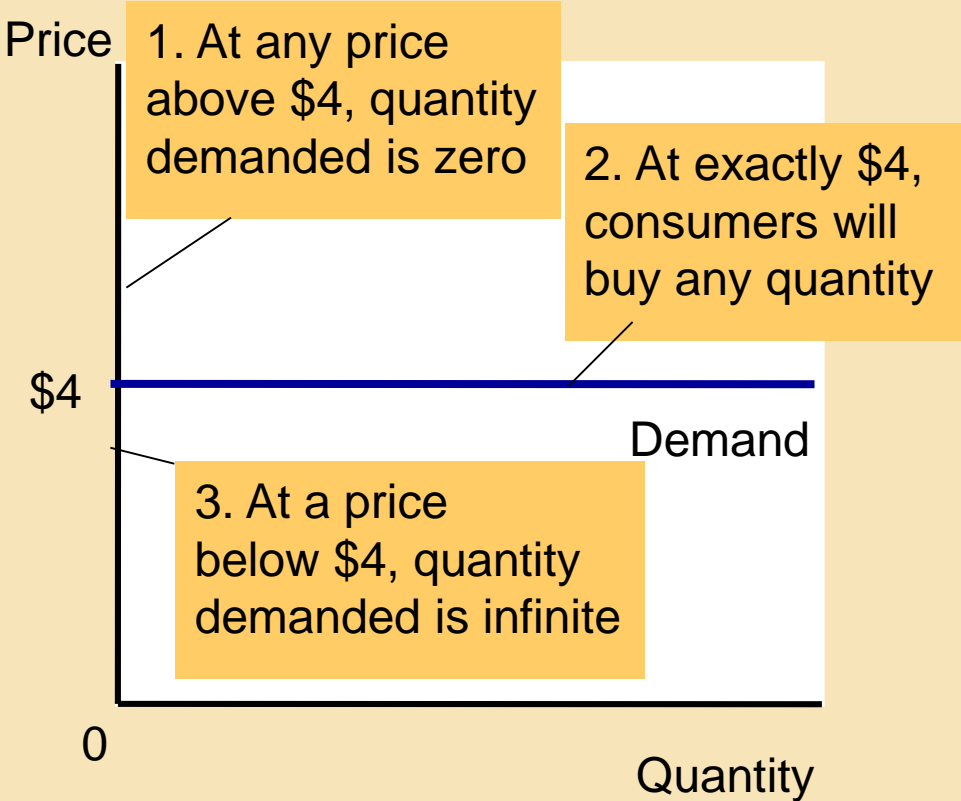 Price
1. At any price
above $4, quantity
demanded is zero
2. At exactly $4,
consumers will
buy any quantity
$4
Demand
3. At a price
below $4, quantity
demanded is infinite
0
Quantity